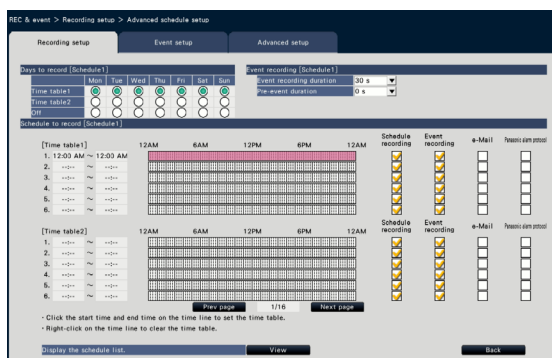 REC & event > Recording setup > Advanced schedule setup
Recording setup Event setup Advanced setup
Days to record [Schedule1] Event recording [Schedule1]
Mon Tue Wed Thu Fri Sat Sun Event recording duration 30 s
Time table1 Pre-event duration 0 s
Time table2
Off
Schedule to record [Schedule1]
[Time table1] 12AM 6AM 12PM 6PM 12AM Schedule recording Event recording e-Mail Panasonic alarm protocol
1. 12:00 AM ~ 12:00 AM
2. --:-- ~ --:--
3. --:-- ~ --:--
4. --:-- ~ --:--
5. --:-- ~ --:--
6. --:-- ~ --:--
[Time table2] 12AM 6AM 12PM 6PM 12AM Schedule recording Event recording e-Mail Panasonic alarm protocol
1. --:-- ~ --:--
2. --:-- ~ --:--
3. --:-- ~ --:--
4. --:-- ~ --:--
5. --:-- ~ --:--
6. --:-- ~ --:--
Prev page 1/16 Next page
・Click the start time and end time on the time line to set the time table.
・Right-click on the time line to clear the time table.
Display the schedule list. View Back